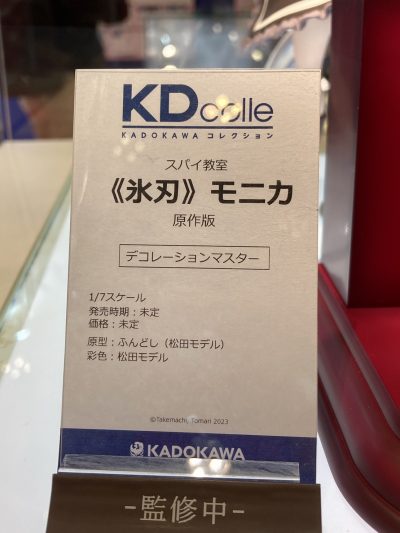 KDcolle
KADOKAWA コレクション
スパイ教室
《氷刃》モニカ
原作版
デコレーションマスター
1/7スケール
発売時期：未定
価格：未定
原型：ふんどし（松田モデル）
彩色：松田モデル
©Takemachi, Tomari 2023
KADOKAWA
-監修中-